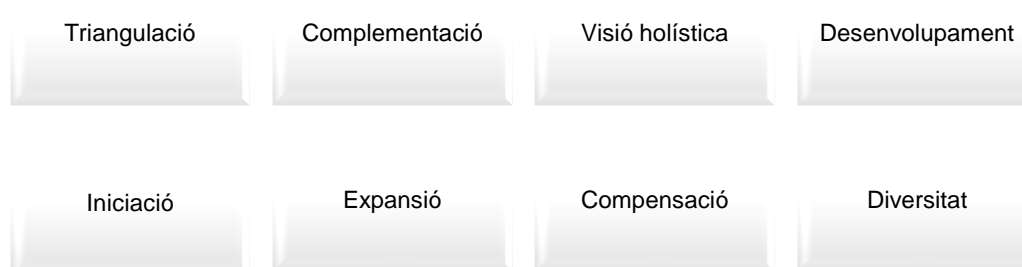 Triangulació
Complementació
Visió holística
Desenvolupament
Iniciació
Expansió
Compensació
Diversitat